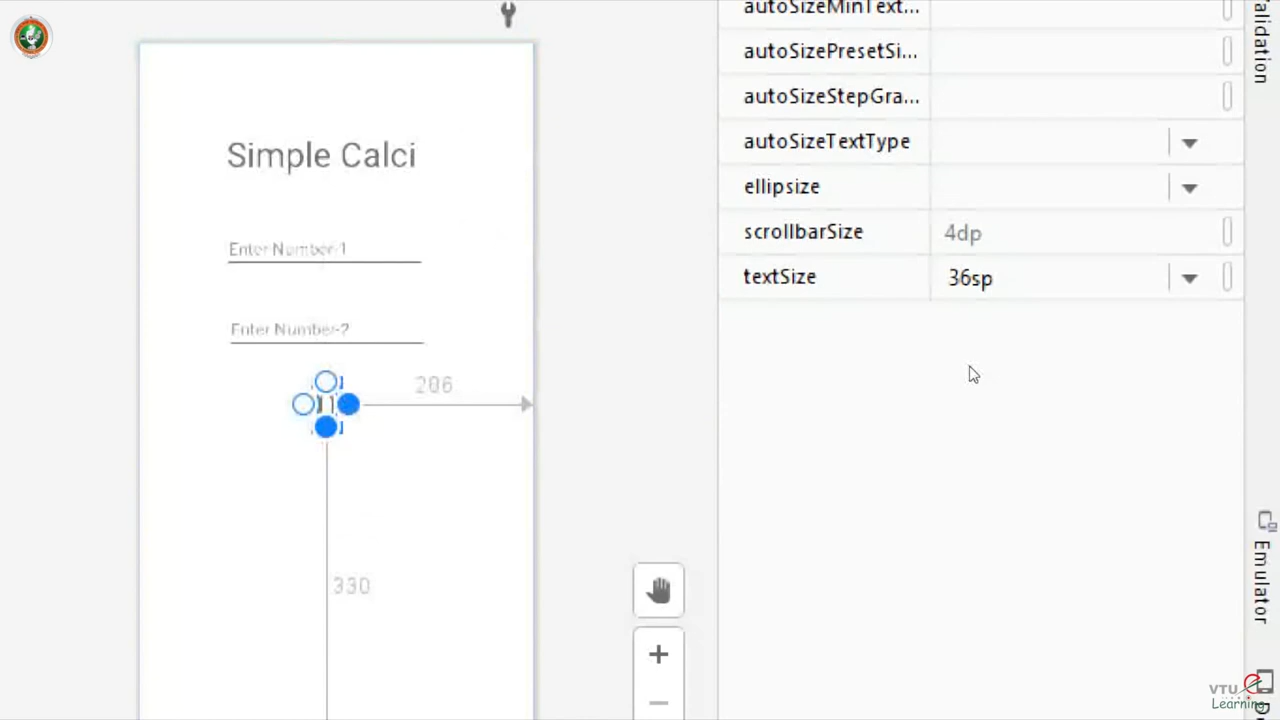 autoSizeMinText...
alidation
autoSizePresetSi...
autoSizeStepGra...
autoSizeTextType
Simple Calci
ellipsize
scrollbarSize
4dp
Enter Number-1
textSize
36sp
Enter Number-2
206
330
Emulator
VTU e
Learning